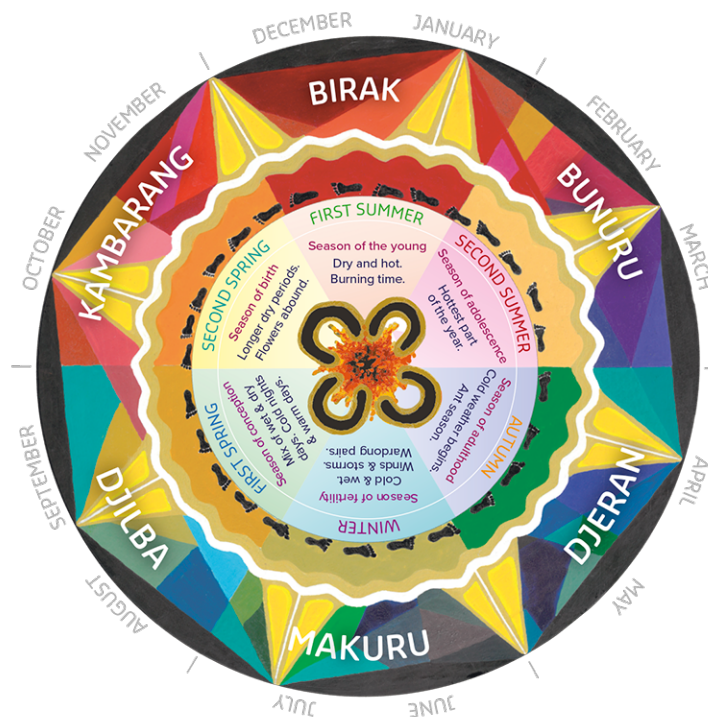 DECEMBER
JANUARY
FEBRUARY
MARCH
APRIL
MAY
JUNE
JULY
AUGUST
SEPTEMBER
OCTOBER
NOVEMBER
BIRAK
BUNURU
DJERAN
MAKURU
DJILBA
KAMBARANG
FIRST SUMMER
Season of the young
Dry and hot.
Burning time.
SECOND SUMMER
Season of adolescence
Hottest part
of the year.
AUTUMN
Season of adulthood
Cold weather begins.
Ant season.
WINTER
Season of fertility
Cold & wet.
Winds & storms.
Wardong pairs.
FIRST SPRING
Season of conception
Mix of wet & dry
days. Cold nights
& warm days.
SECOND SPRING
Season of birth
Longer dry periods.
Flowers abound.